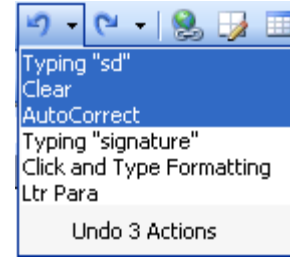 Typing "sd"
Clear
AutoCorrect
Typing "signature"
Click and Type Formatting
Ltr Para
Undo 3 Actions